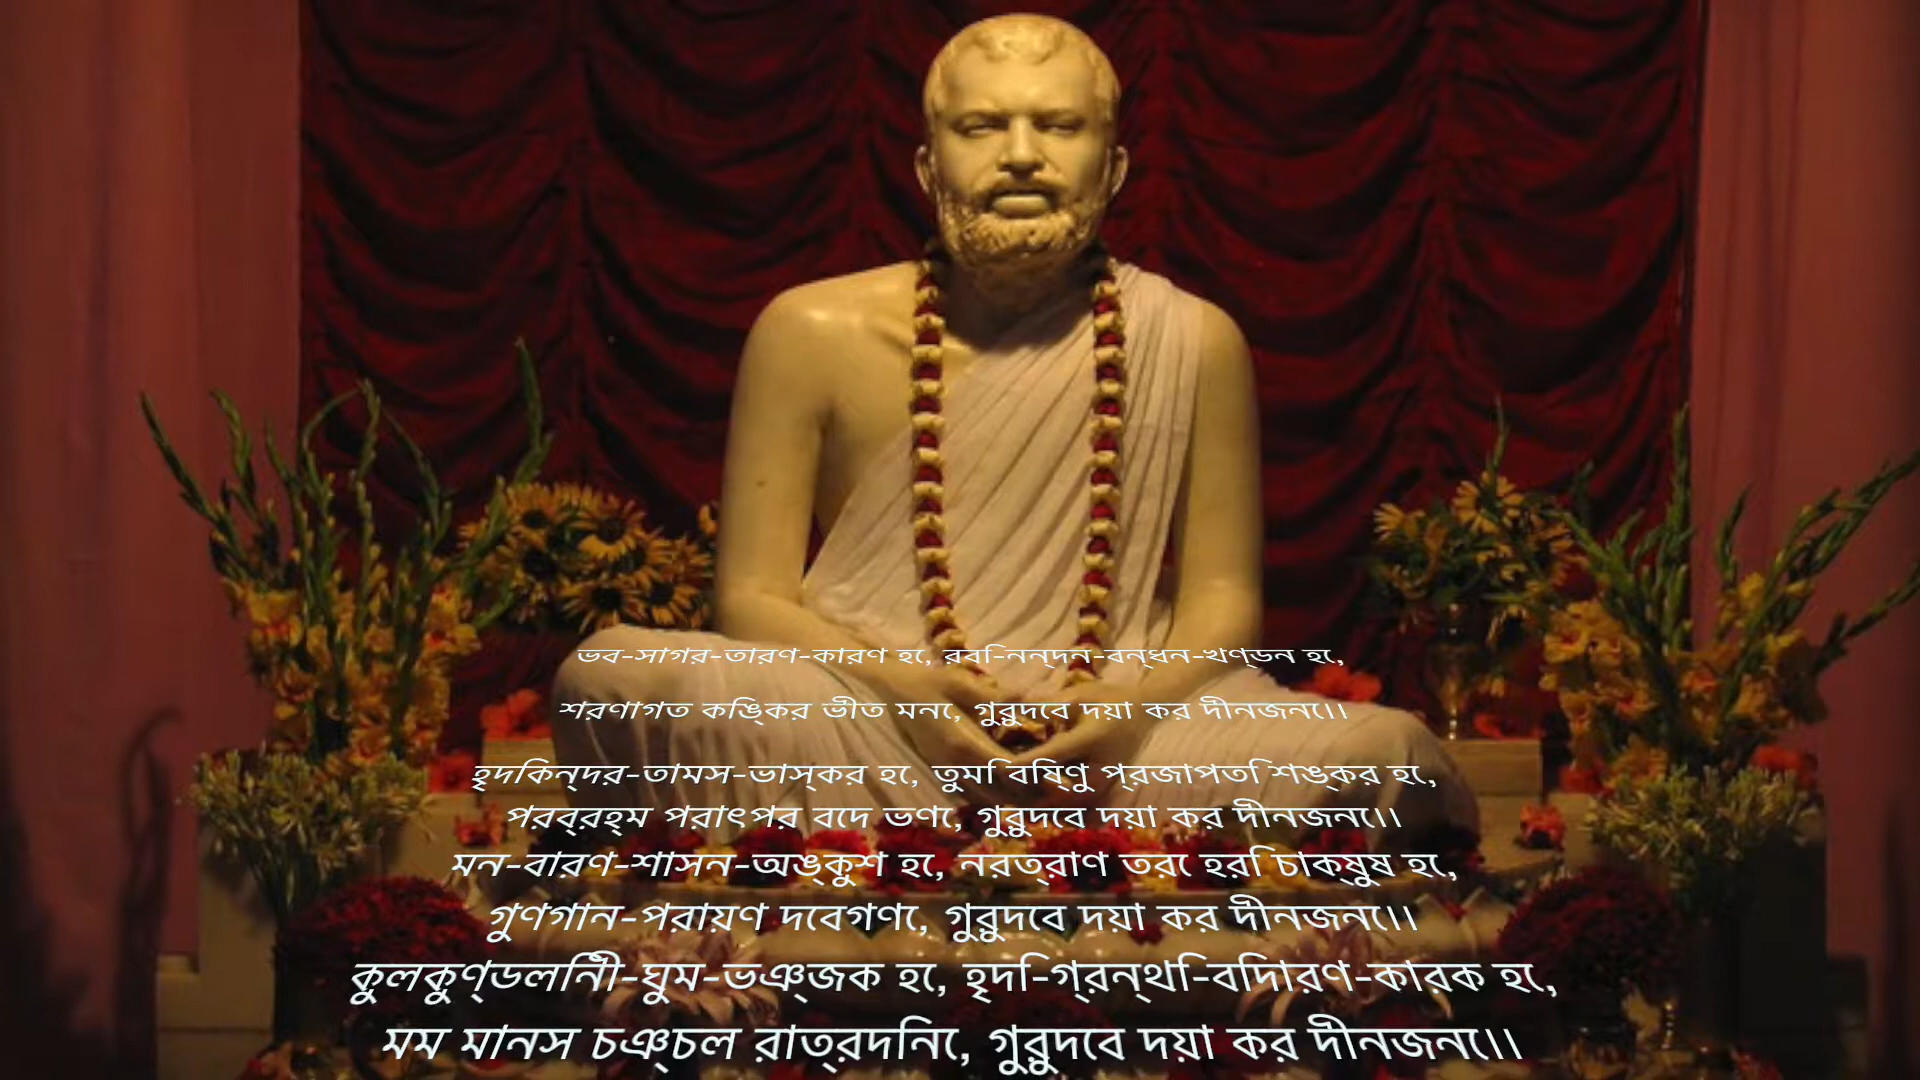 ভব-সাগর-তারণ-কারণ হে, রবি-নন্দন-বন্ধন-খণ্ডন হে,
শরণাগত কিঙ্কর ভীত মনে, গুরুদেব দয়া কর দীনজনে।।
হৃদিকন্দর-তামস-ভাস্কর হে, তুমি বিষ্ণু প্রজাপতি শঙ্কর হে,
পরব্রহ্ম পরাৎপর বেদ ভণে, গুরুদেব দয়া কর দীনজনে।।
মন-বারণ-শাসন-অঙ্কুশ হে, নরত্রাণ তরে হরি চাক্ষুষ হে,
গুণগান-পরায়ণ দেবগণে, গুরুদেব দয়া কর দীনজনে।।
কুলকুণ্ডলিনী-ঘুম-ভঞ্জক হে, হৃদি-গ্রন্থি-বিদারণ-কারক হে,
মম মানস চঞ্চল রাত্রদিনে, গুরুদেব দয়া কর দীনজনে।।